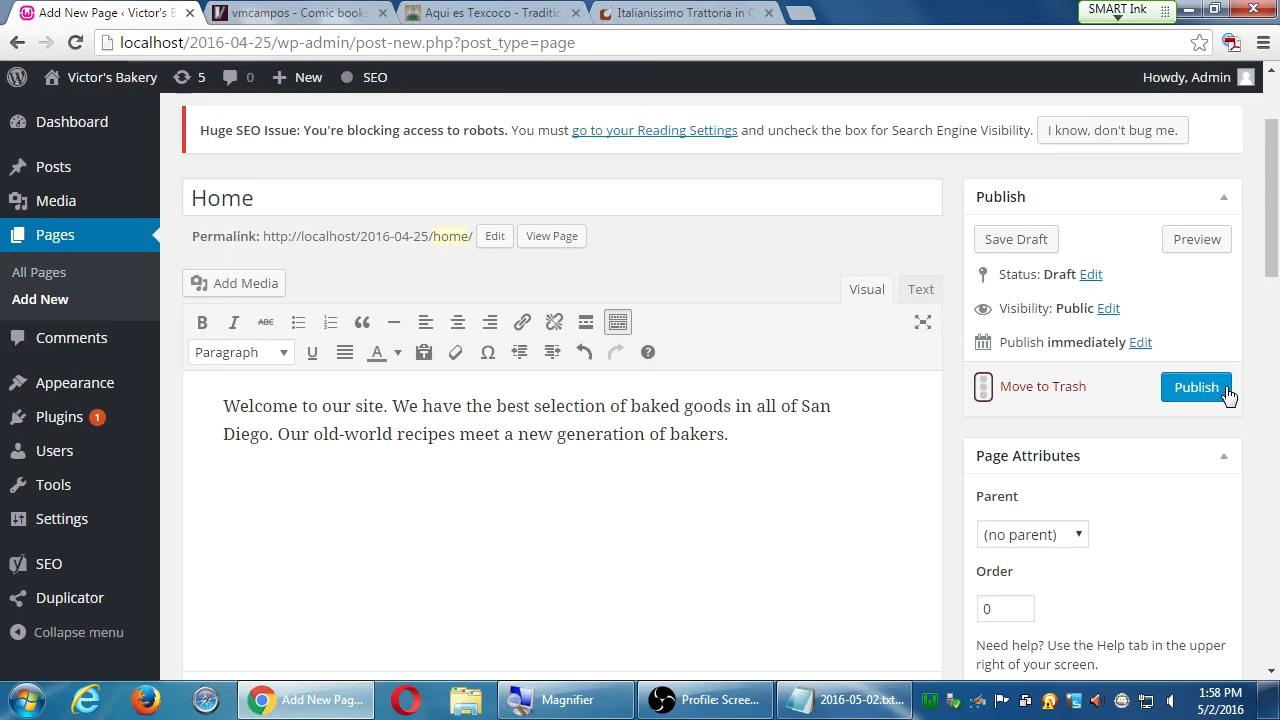 New Page ‹ Victor's B
vmcampos - Comic books
Aqui es Texcoco - Traditio
Italianissimo Trattoria in C
SMART Ink
localhost/2016-04-25/wp-admin/post-new.php?post_type=page
Victor's Bakery
5
0
New
SEO
Howdy, Admin
Dashboard
Posts
Media
Pages
All Pages
Add New
Comments
Appearance
Plugins 1
Users
Tools
Settings
SEO
Duplicator
Collapse menu
Huge SEO Issue: You're blocking access to robots. You must go to your Reading Settings and uncheck the box for Search Engine Visibility. I know, don't bug me.
Home
Permalink: http://localhost/2016-04-25/home/ Edit View Page
Add Media
Visual Text
B I ABC
Paragraph U A
Welcome to our site. We have the best selection of baked goods in all of San
Diego. Our old-world recipes meet a new generation of bakers.
Publish
Save Draft Preview
Status: Draft Edit
Visibility: Public Edit
Publish immediately Edit
Move to Trash Publish
Page Attributes
Parent
(no parent)
Order
0
Need help? Use the Help tab in the upper
right of your screen.
Add New Pag...
Magnifier
Profile: Scree...
2016-05-02.txt...
1:58 PM
5/2/2016